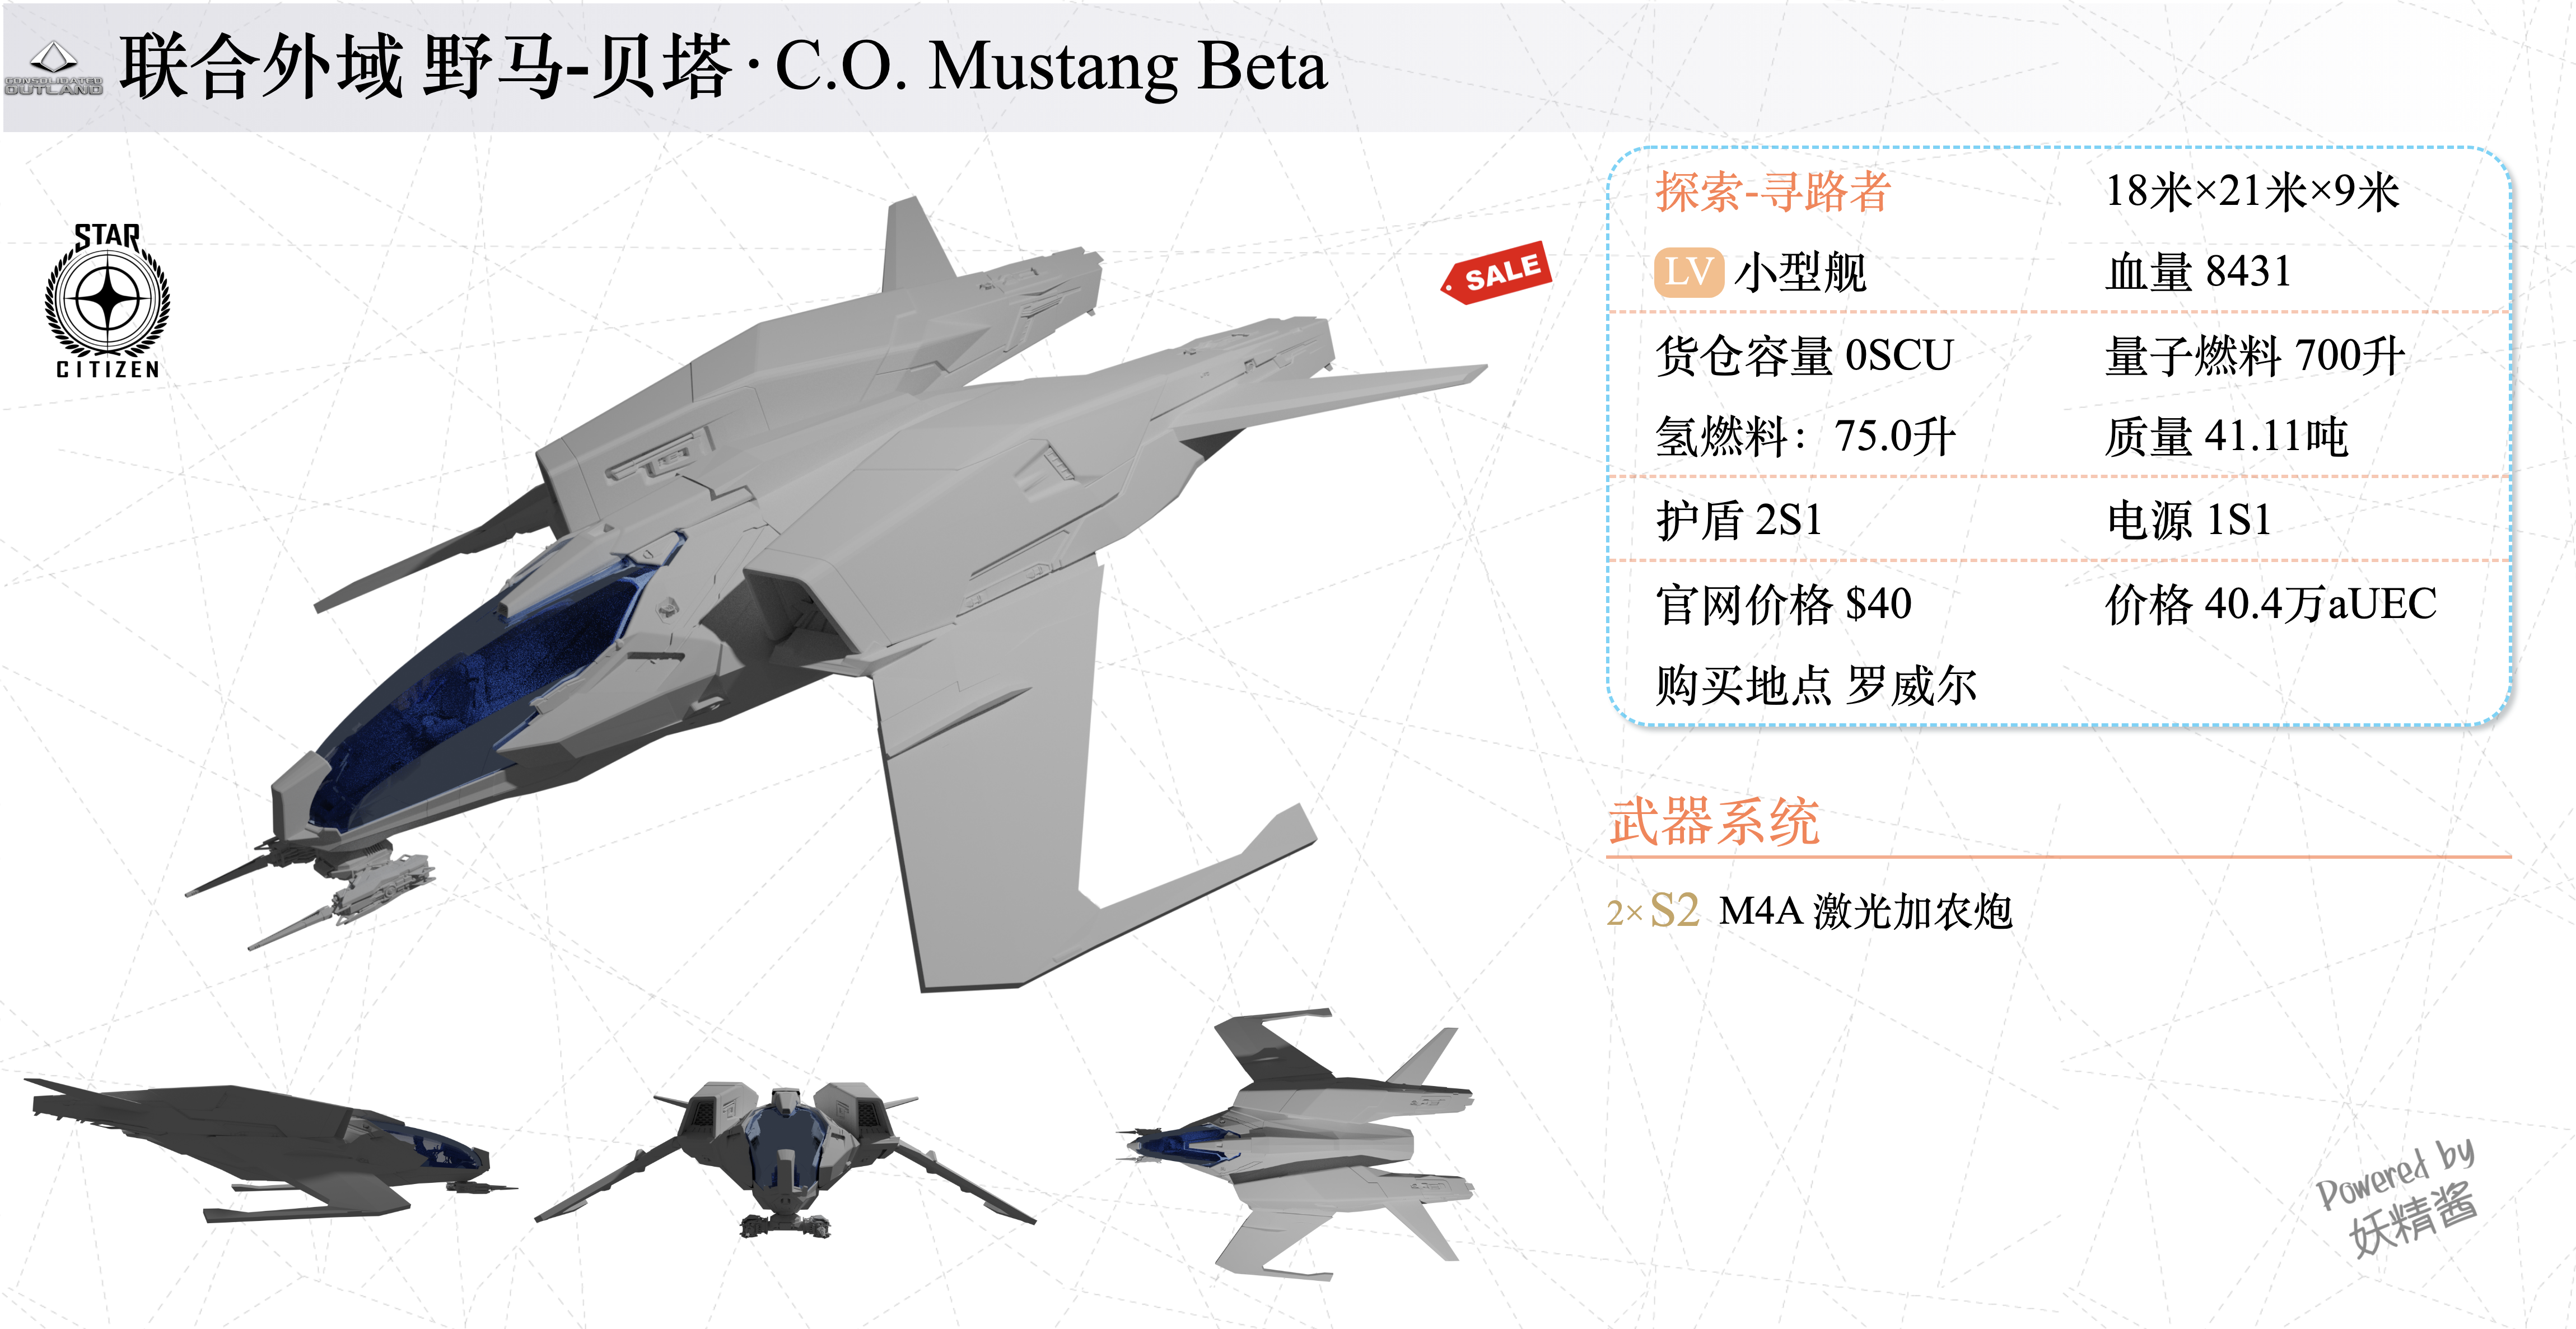 CONSOLIDATED
OUTLAND
联合外域 野马-贝塔·C.O. Mustang Beta
STAR
CITIZEN
SALE
探索-寻路者 18米×21米×9米
LV 小型舰 血量 8431
货仓容量 0SCU 量子燃料 700升
氢燃料：75.0升 质量 41.11吨
护盾 2S1 电源 1S1
官网价格 $40 价格 40.4万aUEC
购买地点 罗威尔
武器系统
2× S2 M4A 激光加农炮
Powered by
妖精酱